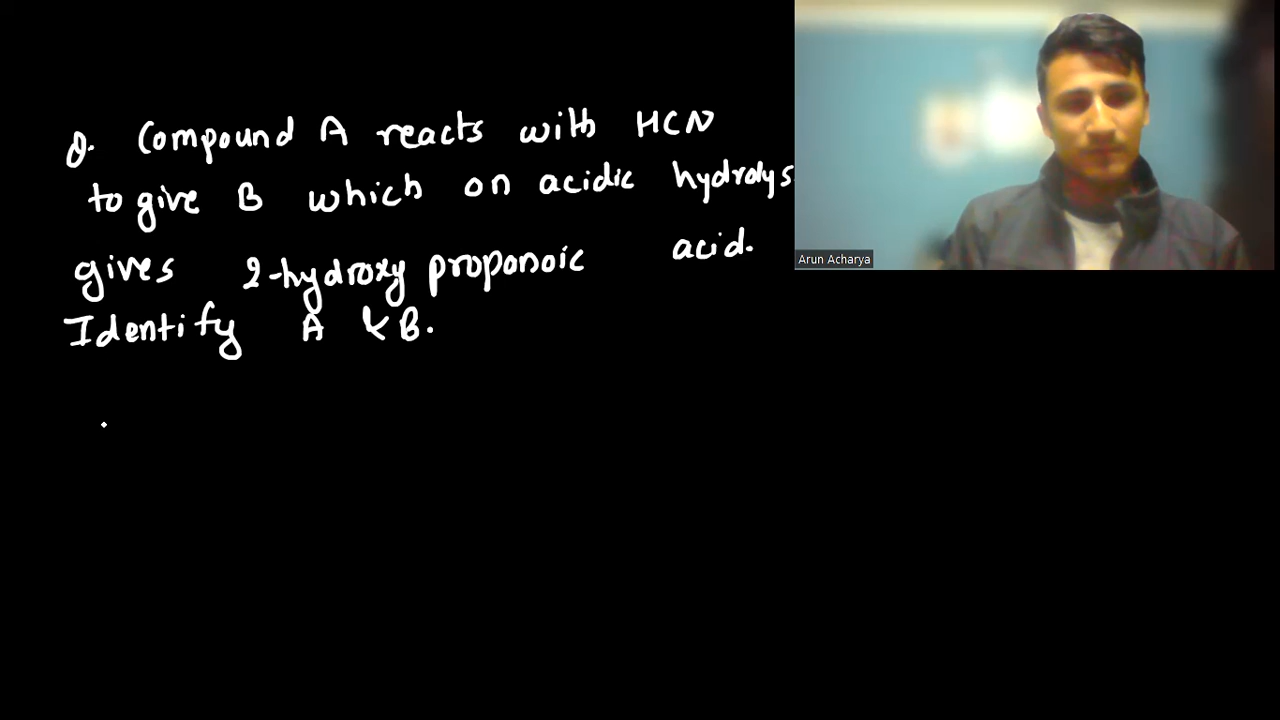 Q. Compound A reacts with HCN
to give B which on acidic hydrolys
gives 2-hydroxy proponoic acid.
Identify A & B.
Arun Acharya